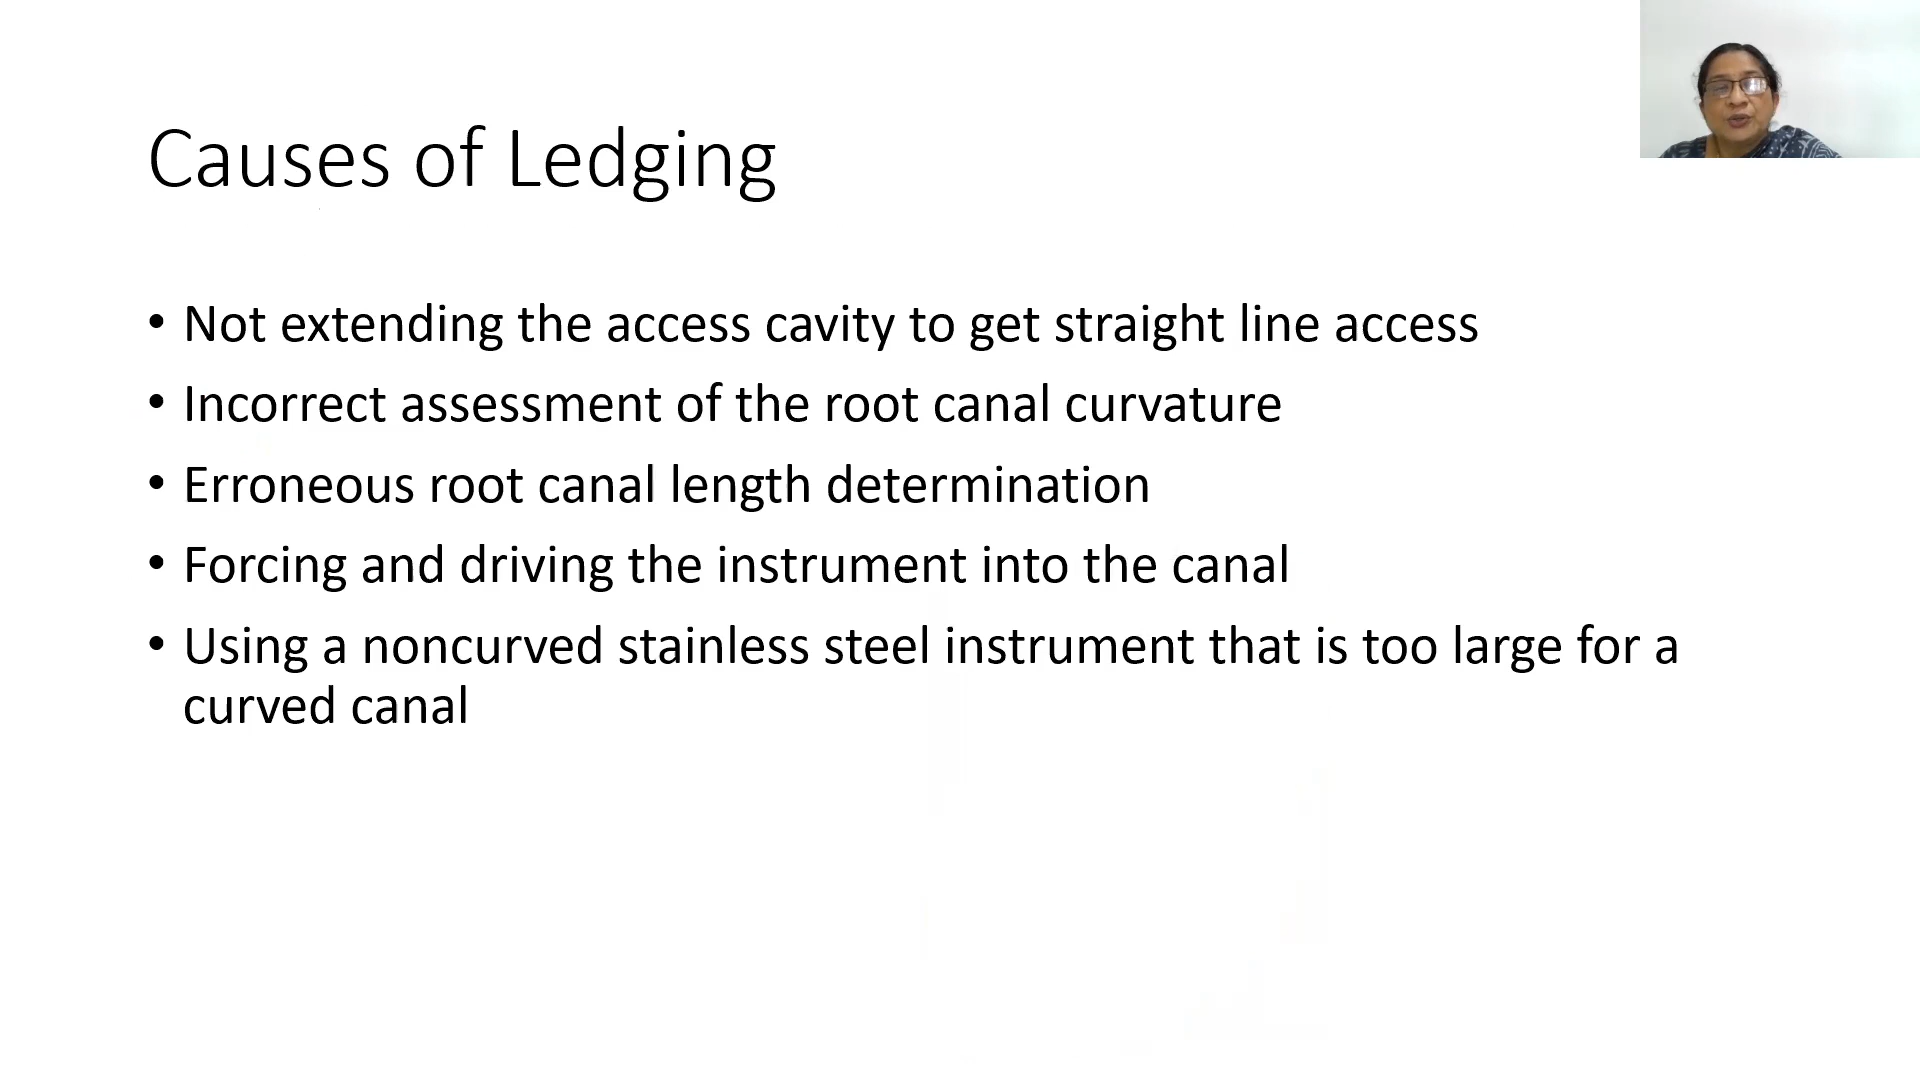 Causes of Ledging
• Not extending the access cavity to get straight line access
• Incorrect assessment of the root canal curvature
• Erroneous root canal length determination
• Forcing and driving the instrument into the canal
• Using a noncurved stainless steel instrument that is too large for a
curved canal